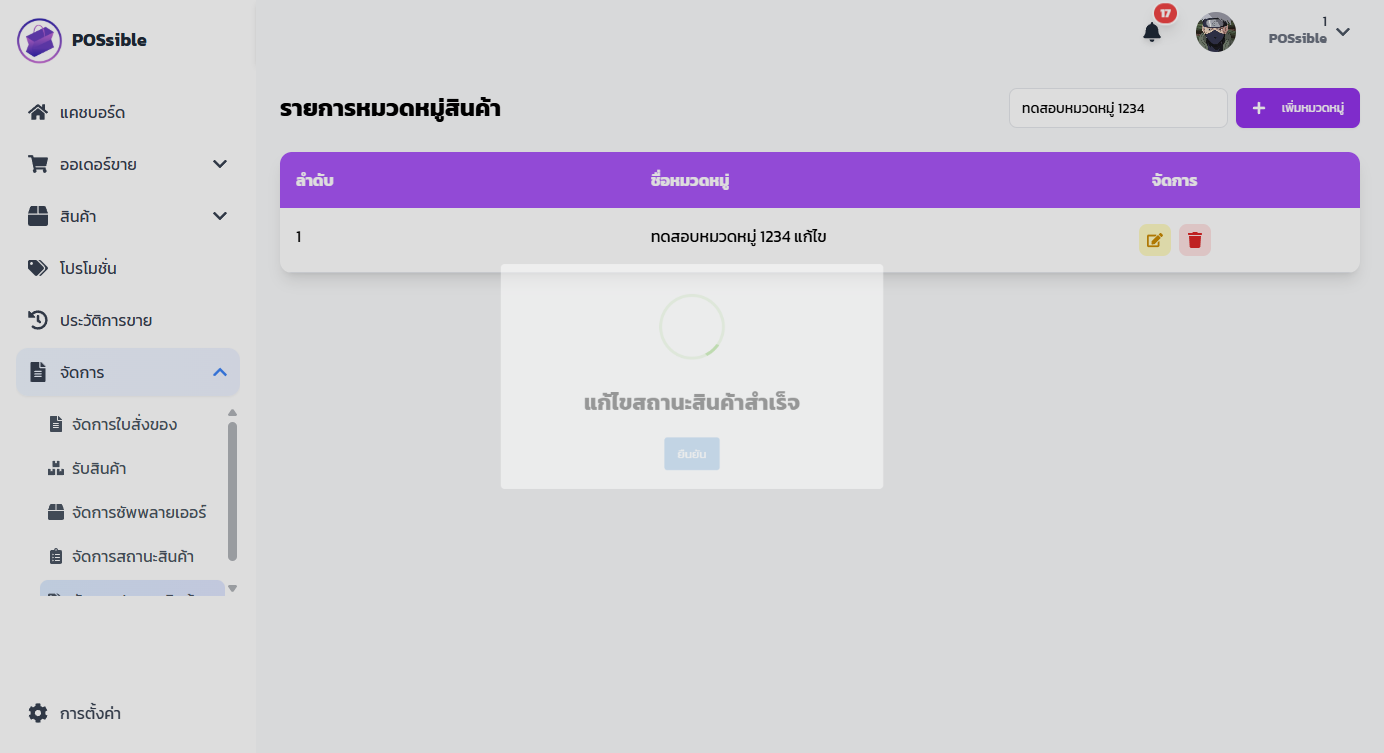 POSsible
17
1
POSsible
แดชบอร์ด
ออเดอร์ขาย
สินค้า
โปรโมชั่น
ประวัติการขาย
จัดการ
จัดการใบสั่งของ
รับสินค้า
จัดการซัพพลายเออร์
จัดการสถานะสินค้า
การตั้งค่า
รายการหมวดหมู่สินค้า
ทดสอบหมวดหมู่ 1234
เพิ่มหมวดหมู่
ลำดับ ชื่อหมวดหมู่ จัดการ
1 ทดสอบหมวดหมู่ 1234 แก้ไข
แก้ไขสถานะสินค้าสำเร็จ
ยืนยัน